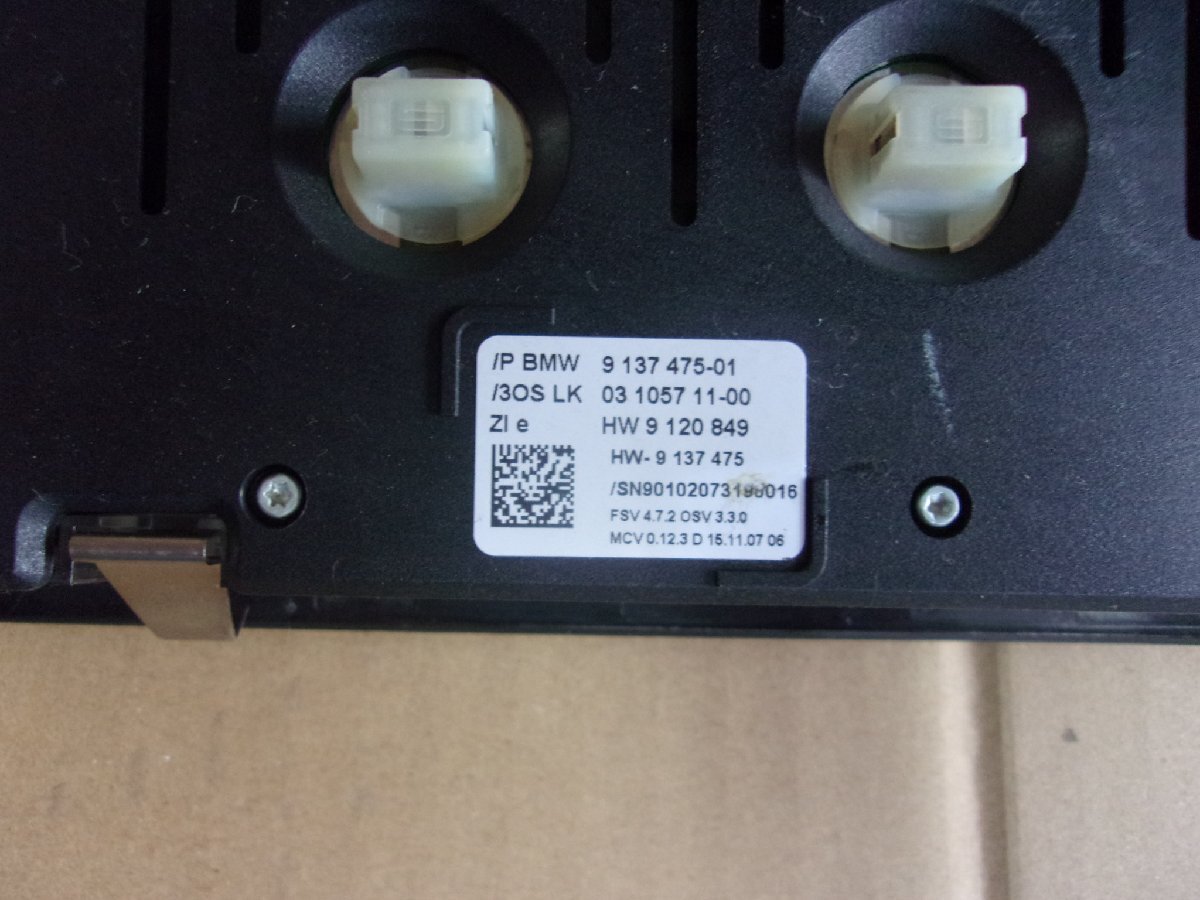 /P BMW 9 137 475-01
/3OS LK 03 1057 11-00
ZI e HW 9 120 849
HW- 9 137 475
FSV 4.7.2 OSV 3.3.0
MCV 0.12.3 D 15.11.07 06